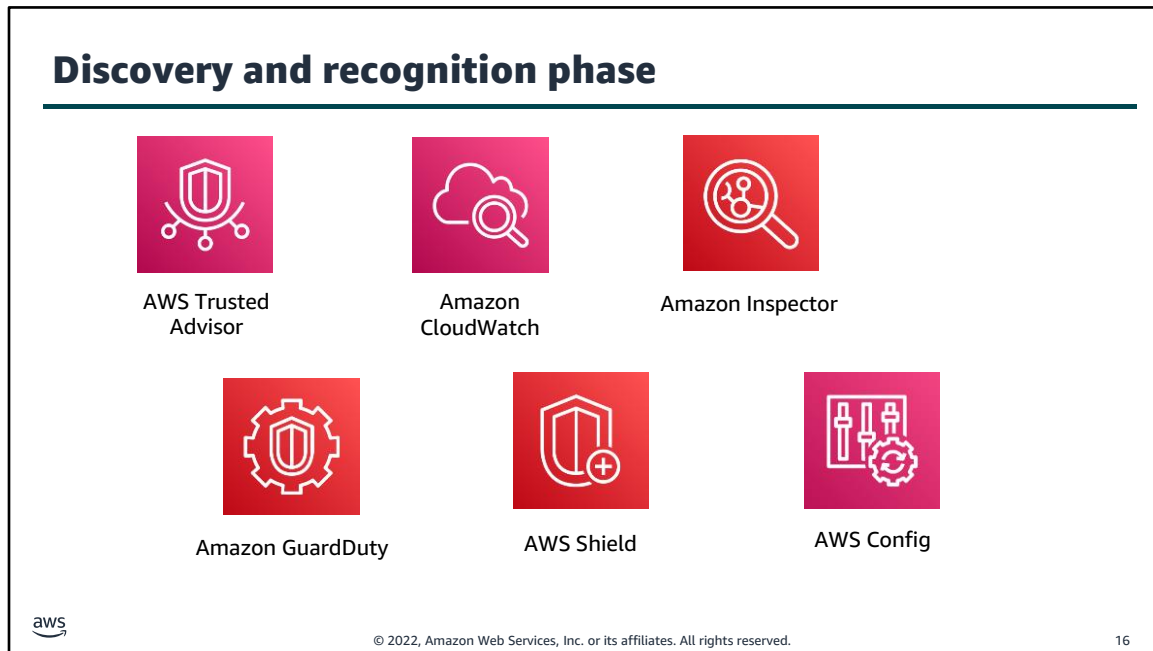 Discovery and recognition phase
AWS Trusted
Advisor
Amazon
CloudWatch
Amazon Inspector
Amazon GuardDuty
AWS Shield
AWS Config
aws
© 2022, Amazon Web Services, Inc. or its affiliates. All rights reserved.
16